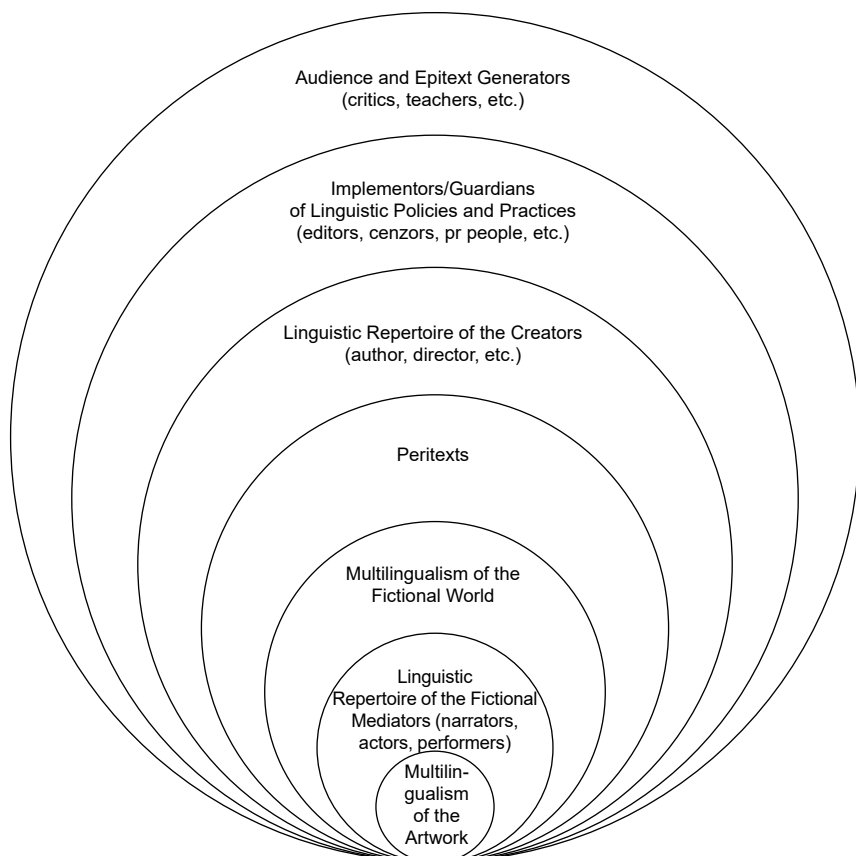 Audience and Epitext Generators
(critics, teachers, etc.)
Implementors/Guardians
of Linguistic Policies and Practices
(editors, cenzors, pr people, etc.)
Linguistic Repertoire of the Creators
(author, director, etc.)
Peritexts
Multilingualism of the
Fictional World
Linguistic
Repertoire of the Fictional
Mediators (narrators,
actors, performers)
Multilin-
gualism
of the
Artwork